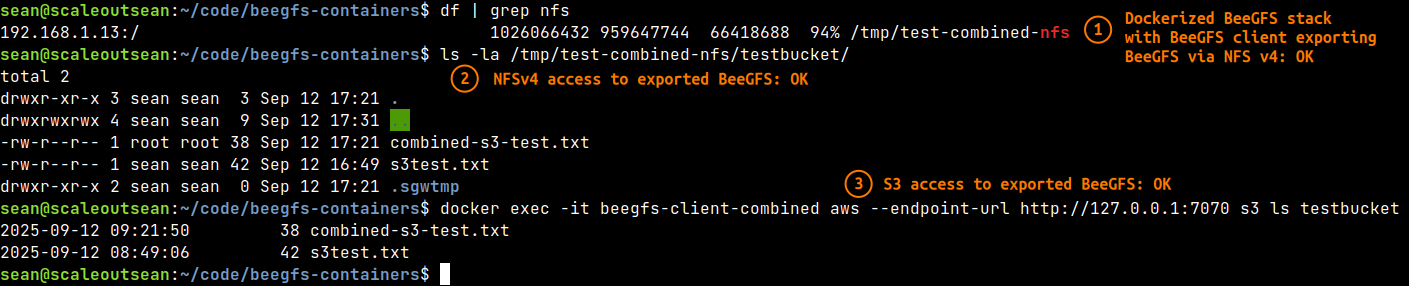 sean@scaleoutsean:~/code/beegfs-containers$ df | grep nfs
192.168.1.13:/ 1026066432 959647744 66418688 94% /tmp/test-combined-nfs
1 Dockerized BeeGFS stack
with BeeGFS client exporting
BeeGFS via NFS v4: OK
sean@scaleoutsean:~/code/beegfs-containers$ ls -la /tmp/test-combined-nfs/testbucket/
total 2
2 NFSv4 access to exported BeeGFS: OK
drwxr-xr-x 3 sean sean 3 Sep 12 17:21 .
drwxrwxrwx 4 sean sean 9 Sep 12 17:31 ..
-rw-r--r-- 1 root root 38 Sep 12 17:21 combined-s3-test.txt
-rw-r--r-- 1 sean sean 42 Sep 12 16:49 s3test.txt
drwxr-xr-x 2 sean sean 0 Sep 12 17:21 .sgwtmp
3 S3 access to exported BeeGFS: OK
sean@scaleoutsean:~/code/beegfs-containers$ docker exec -it beegfs-client-combined aws --endpoint-url http://127.0.0.1:7070 s3 ls testbucket
2025-09-12 09:21:50 38 combined-s3-test.txt
2025-09-12 08:49:06 42 s3test.txt
sean@scaleoutsean:~/code/beegfs-containers$